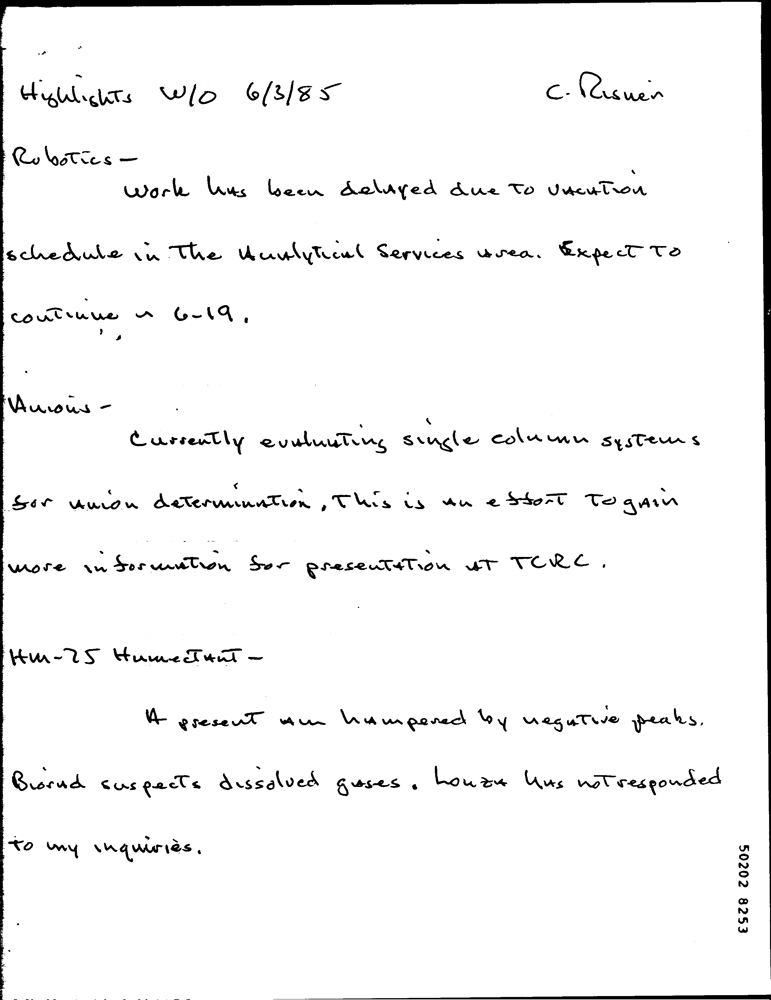 Highlights W/O 6/3/85 C. Risner
Robotics —
Work has been delayed due To vacation
schedule in The Analytical Services area. Expect To
continue ~ 6-19.
Anions -
Currently evaluating single column systems
for anion determination, This is an effort To gain
more information for presentation at TCRC.
HM-25 Humectant —
A present am hampered by negative peaks.
Biorad suspects dissolved gases. Lonza has not responded
to my inquiries.
50202 8253